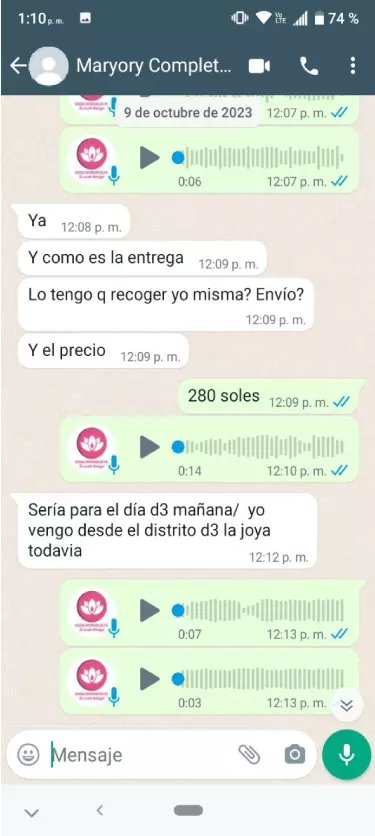 1:10 p. m. Vo LTE 74 %
Maryory Complet...
9 de octubre de 2023
12:07 p. m.
0:06 12:07 p. m.
Ya 12:08 p. m.
Y como es la entrega 12:09 p. m.
Lo tengo q recoger yo misma? Envío?
12:09 p. m.
Y el precio 12:09 p. m.
280 soles 12:09 p. m.
0:14 12:10 p. m.
Sería para el día d3 mañana/ yo
vengo desde el distrito d3 la joya
todavia
12:12 p. m.
0:07 12:13 p. m.
0:03 12:13 p. m.
Mensaje